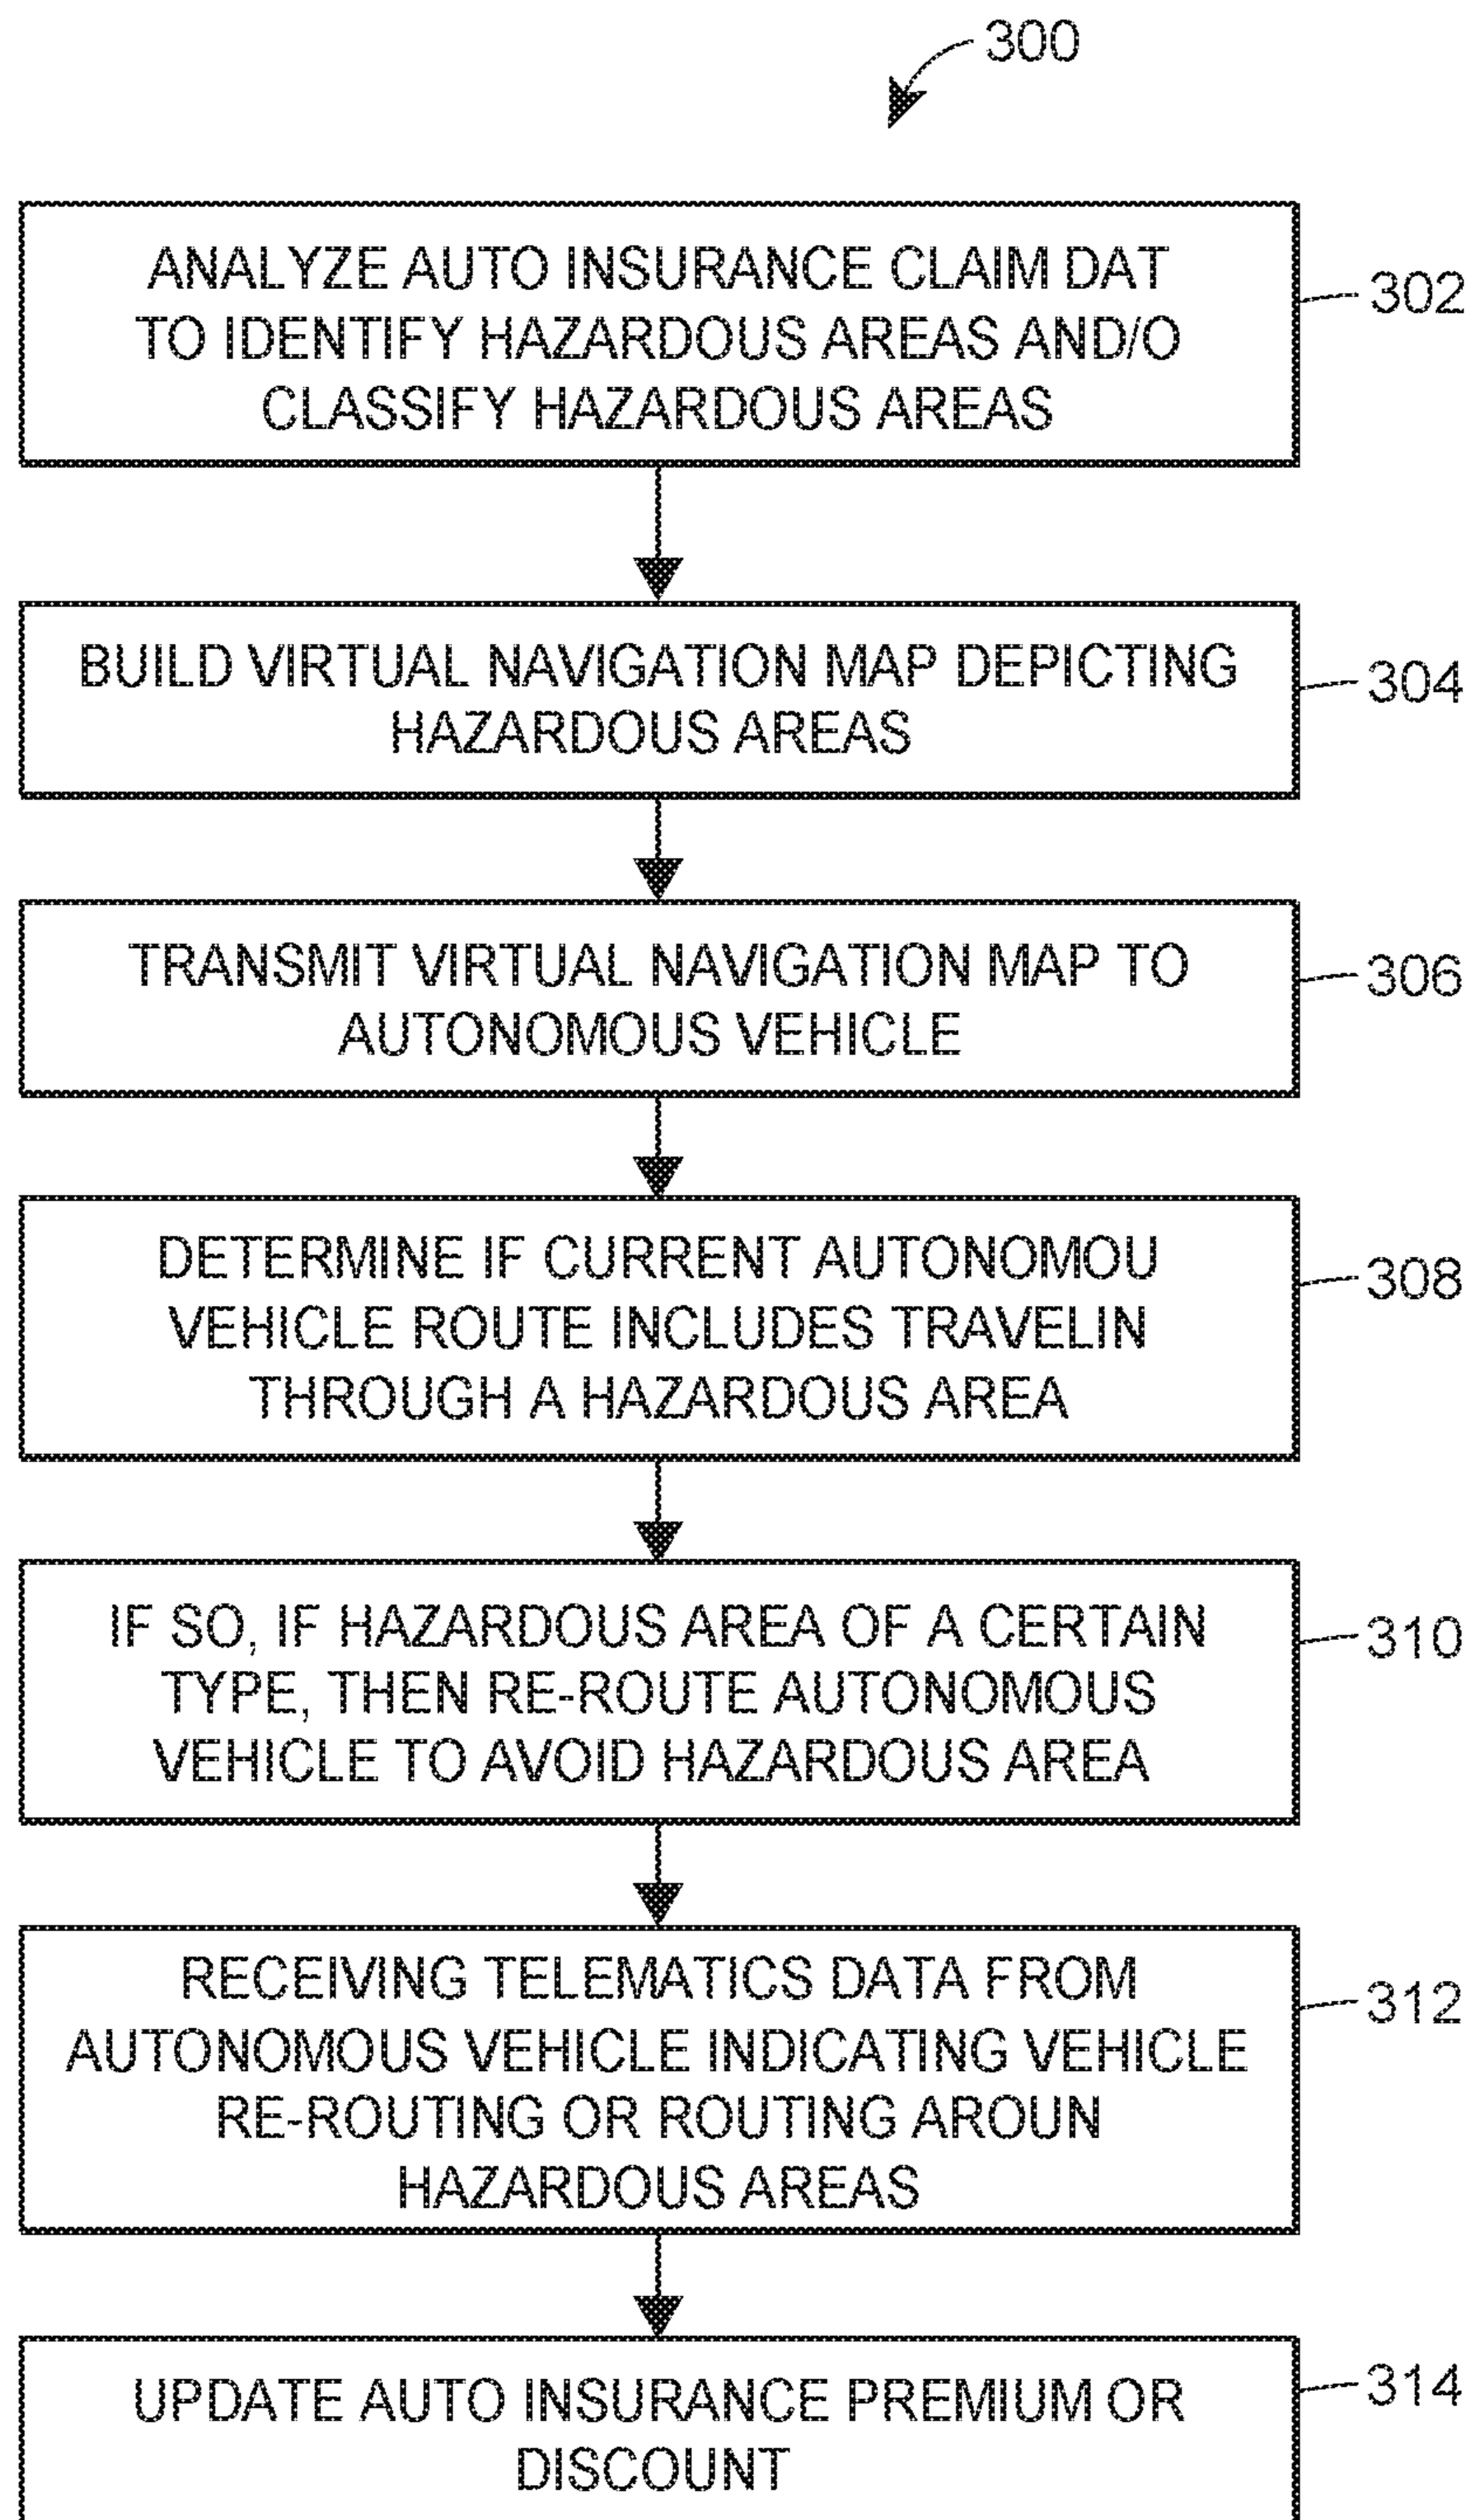 300
ANALYZE AUTO INSURANCE CLAIM DAT
TO IDENTIFY HAZARDOUS AREAS AND/O
CLASSIFY HAZARDOUS AREAS
302
BUILD VIRTUAL NAVIGATION MAP DEPICTING
HAZARDOUS AREAS
304
TRANSMIT VIRTUAL NAVIGATION MAP TO
AUTONOMOUS VEHICLE
306
DETERMINE IF CURRENT AUTONOMOU
VEHICLE ROUTE INCLUDES TRAVELIN
THROUGH A HAZARDOUS AREA
308
IF SO, IF HAZARDOUS AREA OF A CERTAIN
TYPE, THEN RE-ROUTE AUTONOMOUS
VEHICLE TO AVOID HAZARDOUS AREA
310
RECEIVING TELEMATICS DATA FROM
AUTONOMOUS VEHICLE INDICATING VEHICLE
RE-ROUTING OR ROUTING AROUN
HAZARDOUS AREAS
312
UPDATE AUTO INSURANCE PREMIUM OR
DISCOUNT
314